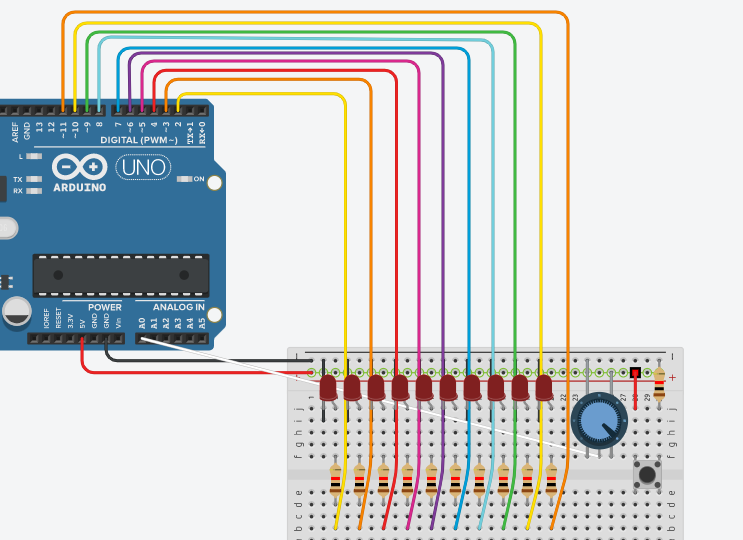 AREF
GND
13
12
~11
~10
~9
8
7
~6
~5
4
~3
2
TX→1
RX←0
DIGITAL (PWM~)
L
TX
RX
ARDUINO
UNO
ON
POWER
ANALOG IN
IOREF
RESET
3.3V
5V
GND
GND
Vin
A0
A1
A2
A3
A4
A5
1
22
23
27
29
j
i
h
g
f
e
d
c
b
j
i
h
g
f
e
d
c
b